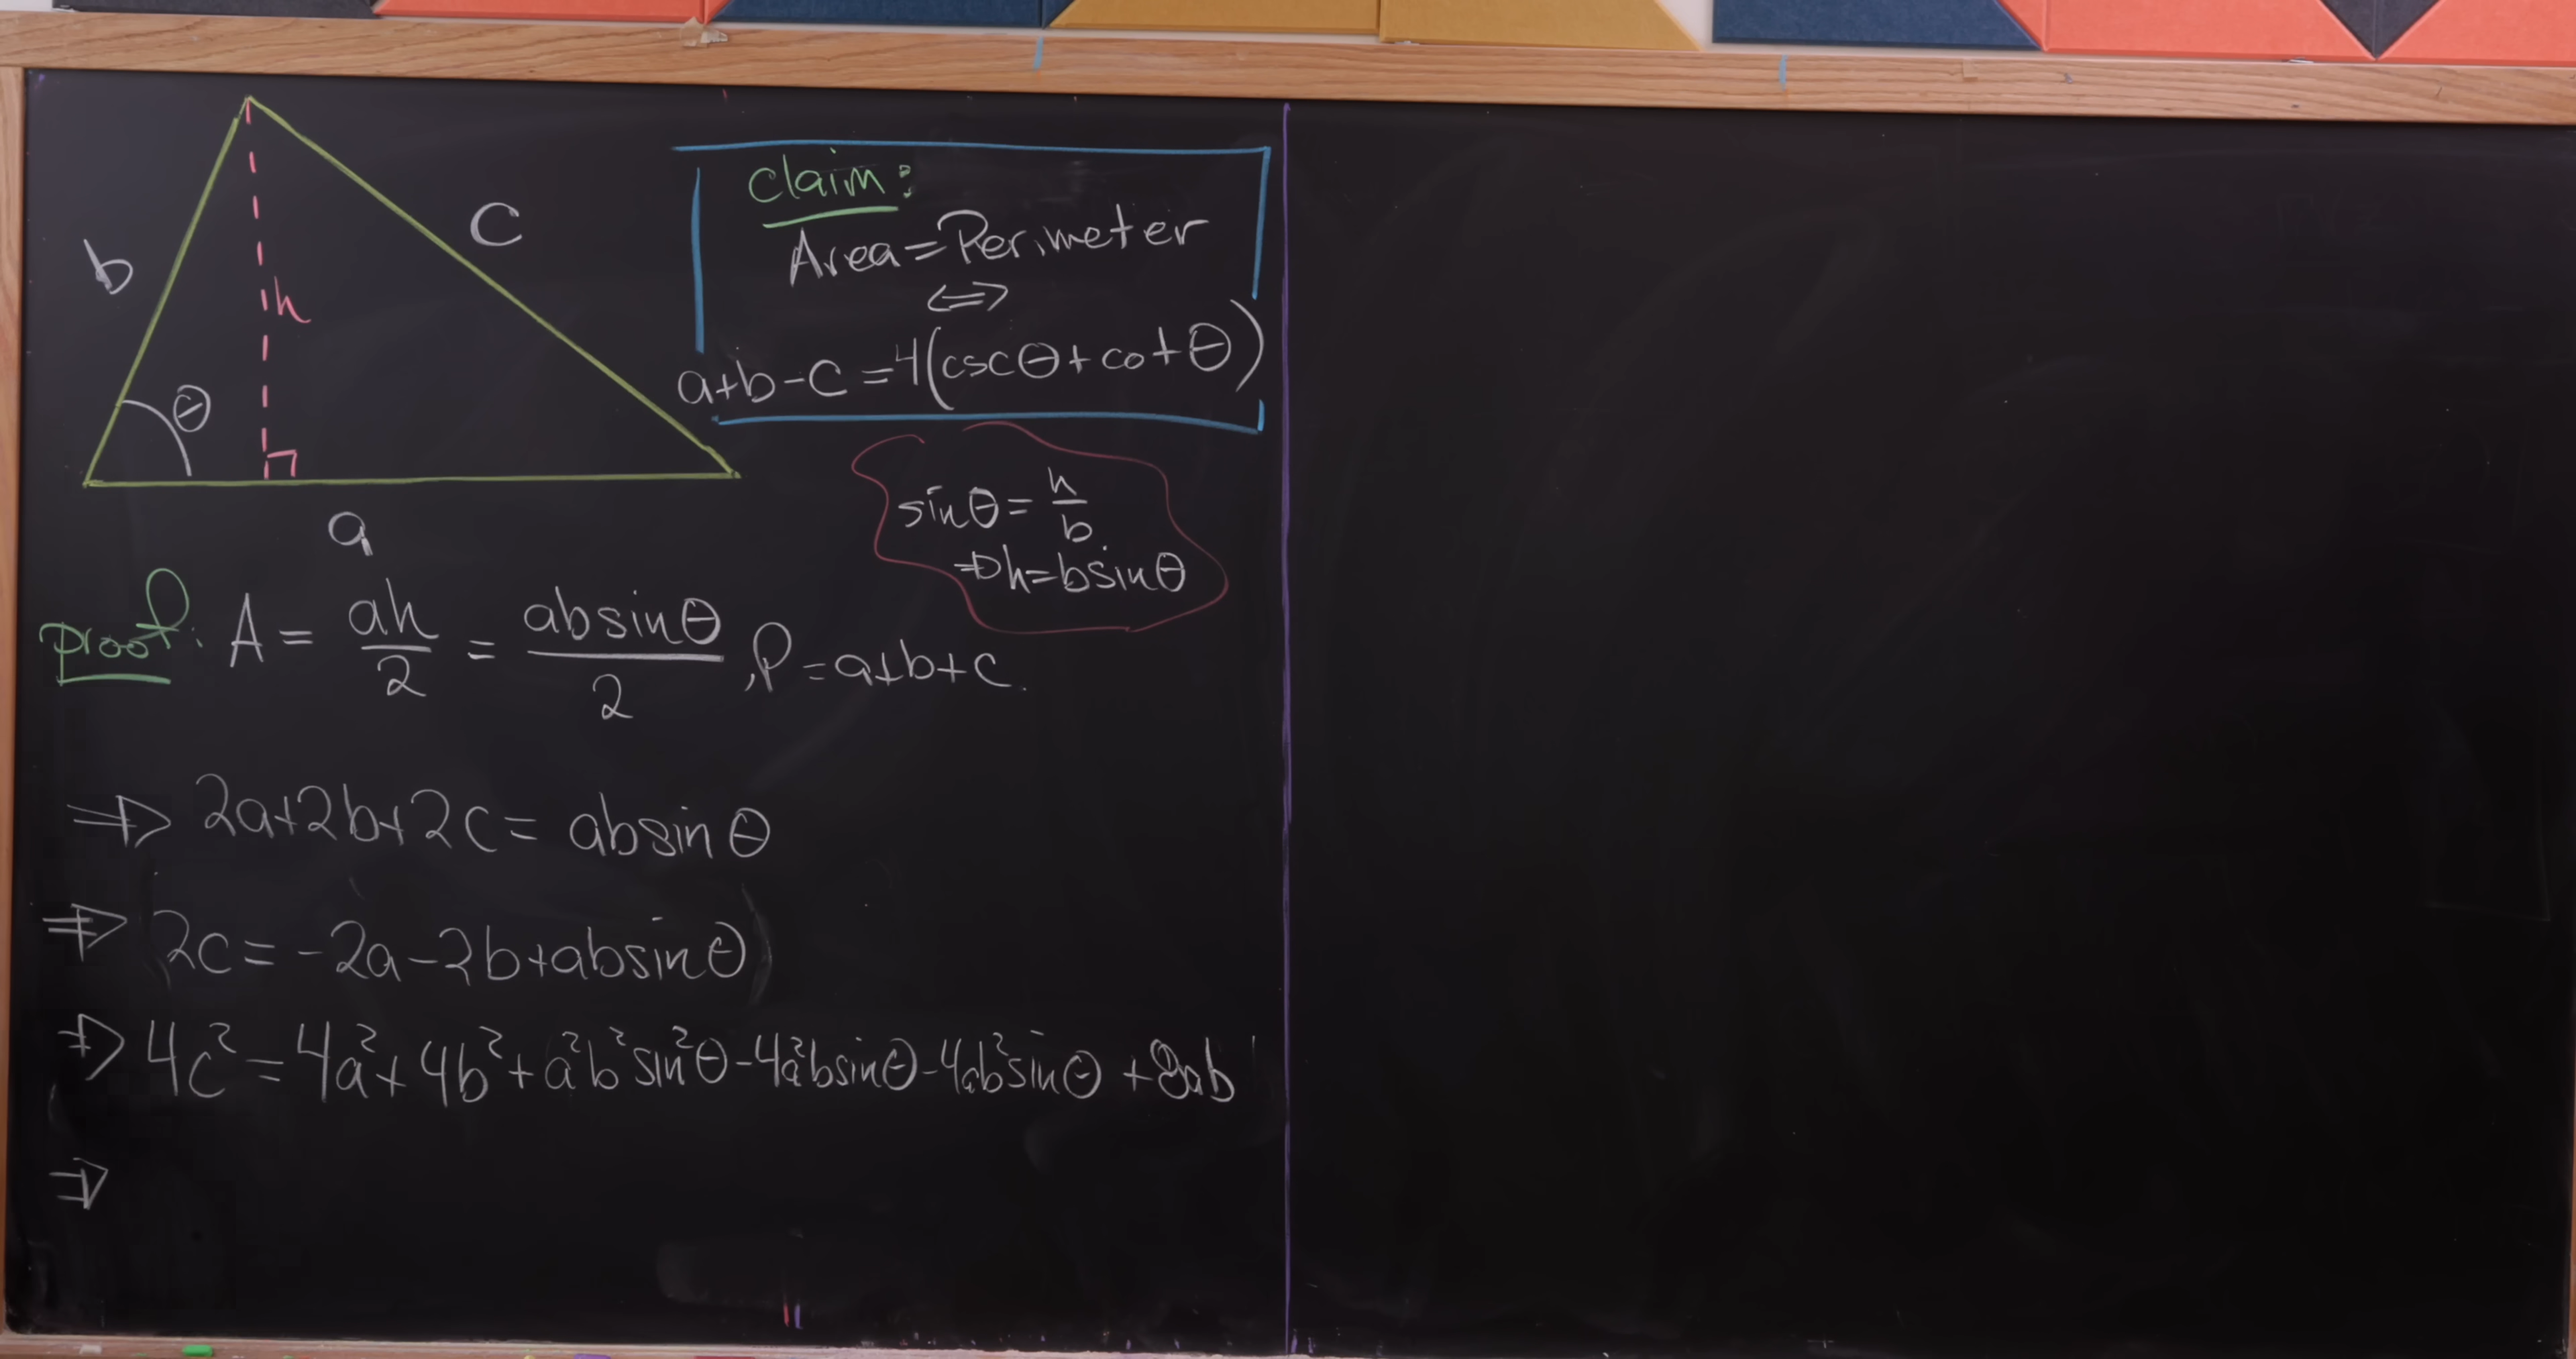 b
h
c
θ
a
claim:
Area=Perimeter
⟺
a+b-c=4(cscθ+cotθ)
sinθ=h/b
⇒h=bsinθ
proof: A = ah/2 = absinθ/2, P=a+b+c.
⇒ 2a+2b+2c= absinθ
⇒ 2c= -2a-2b+absinθ
⇒ 4c²=4a²+4b²+a²b²sin²θ-4a²bsinθ-4ab²sinθ+8ab
⇒